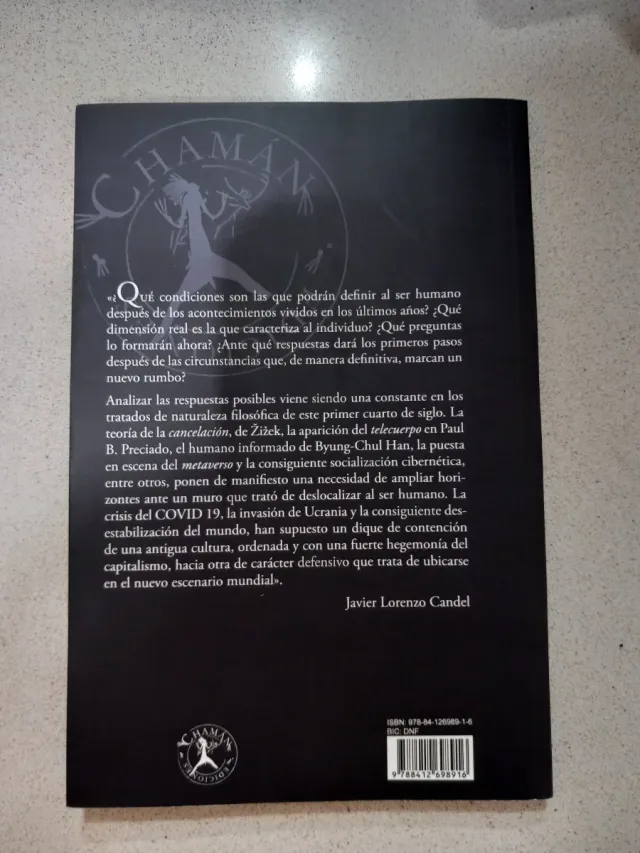 CHAMÁN
«¿QUÉ condiciones son las que podrán definir al ser humano
después de los acontecimientos vividos en los últimos años? ¿Qué
dimensión real es la que caracteriza al individuo? ¿Qué preguntas
lo formarán ahora? ¿Ante qué respuestas dará los primeros pasos
después de las circunstancias que, de manera definitiva, marcan un
nuevo rumbo?
Analizar las respuestas posibles viene siendo una constante en los
tratados de naturaleza filosófica de este primer cuarto de siglo. La
teoría de la cancelación, de Žižek, la aparición del telecuerpo en Paul
B. Preciado, el humano informado de Byung-Chul Han, la puesta
en escena del metaverso y la consiguiente socialización cibernética,
entre otros, ponen de manifiesto una necesidad de ampliar hori-
zontes ante un muro que trató de deslocalizar al ser humano. La
crisis del COVID 19, la invasión de Ucrania y la consiguiente des-
estabilización del mundo, han supuesto un dique de contención
de una antigua cultura, ordenada y con una fuerte hegemonía del
capitalismo, hacia otra de carácter defensivo que trata de ubicarse
en el nuevo escenario mundial».
Javier Lorenzo Candel
ISBN: 978-84-126989-1-6
BIC: DNF
9 788412 698916
CHAMÁN
EDICIONES